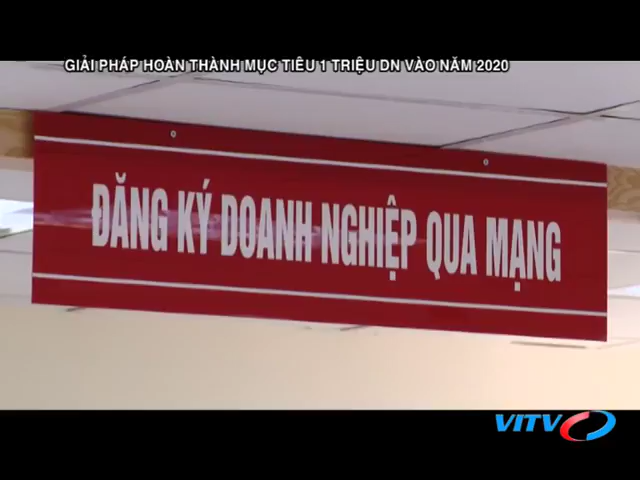 GIẢI PHÁP HOÀN THÀNH MỤC TIÊU 1 TRIỆU DN VÀO NĂM 2020
ĐĂNG KÝ DOANH NGHIỆP QUA MẠNG
VITV